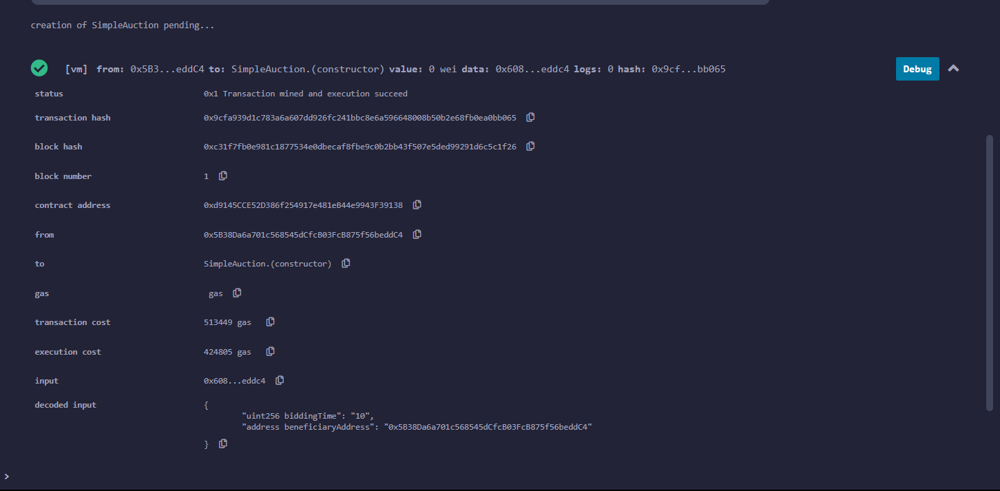 creation of SimpleAuction pending...
[vm] from: 0x5B3...eddC4 to: SimpleAuction.(constructor) value: 0 wei data: 0x608...eddc4 logs: 0 hash: 0x9cf...bb065
Debug
status 0x1 Transaction mined and execution succeed
transaction hash 0x9cfa939d1c783a6a607dd926fc241bbc8e6a596648008b50b2e68fb0ea0bb065
block hash 0xc31f7fb0e981c1877534e0dbecaf8fbe9c0b2bb43f507e5ded99291d6c5c1f26
block number 1
contract address 0xd9145CCE52D386f254917e481eB44e9943F39138
from 0x5B38Da6a701c568545dCfcB03FcB875f56beddC4
to SimpleAuction.(constructor)
gas gas
transaction cost 513449 gas
execution cost 424805 gas
input 0x608...eddc4
decoded input {
"uint256 biddingTime": "10",
"address beneficiaryAddress": "0x5B38Da6a701c568545dCfcB03FcB875f56beddC4"
}
>